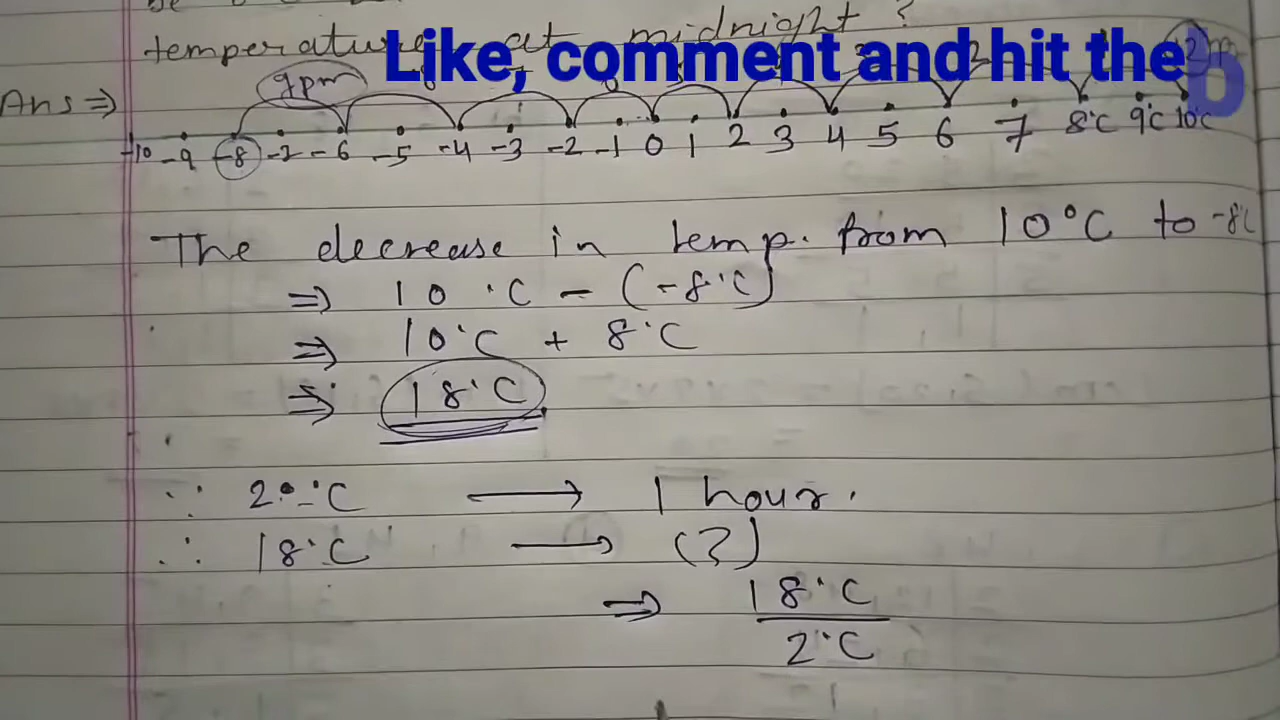 temperature at midnight?
Like, comment and hit the b
9pm
Ans ⇒
-10 -9 -8 -7 -6 -5 -4 -3 -2 -1 0 1 2 3 4 5 6 7 8°C 9°C 10°C
The decrease in temp. from 10°C to -8°C
⇒ 10°C - (-8°C)
⇒ 10°C + 8°C
⇒ 18°C
∵ 2°C ⟶ 1 hour.
∴ 18°C ⟶ (?)
⇒ 18°C
2°C